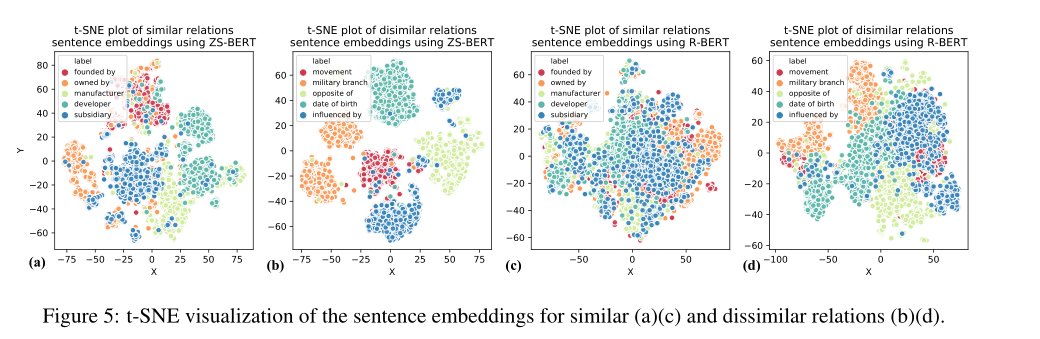 t-SNE plot of similar relations
sentence embeddings using ZS-BERT
label
founded by
owned by
manufacturer
developer
subsidiary
80
60
40
20
0
−20
−40
−60
Y
−75 −50 −25 0 25 50 75
X
(a)
t-SNE plot of disimilar relations
sentence embeddings using ZS-BERT
label
movement
military branch
opposite of
date of birth
influenced by
60
40
20
0
−20
−40
−60
−75 −50 −25 0 25 50 75
X
(b)
t-SNE plot of similar relations
sentence embeddings using R-BERT
label
founded by
owned by
manufacturer
developer
subsidiary
60
40
20
0
−20
−40
−60
−50 0 50
X
(c)
t-SNE plot of disimilar relations
sentence embeddings using R-BERT
label
movement
military branch
opposite of
date of birth
influenced by
60
40
20
0
−20
−40
−60
−100 −50 0 50
X
(d)
Figure 5: t-SNE visualization of the sentence embeddings for similar (a)(c) and dissimilar relations (b)(d).